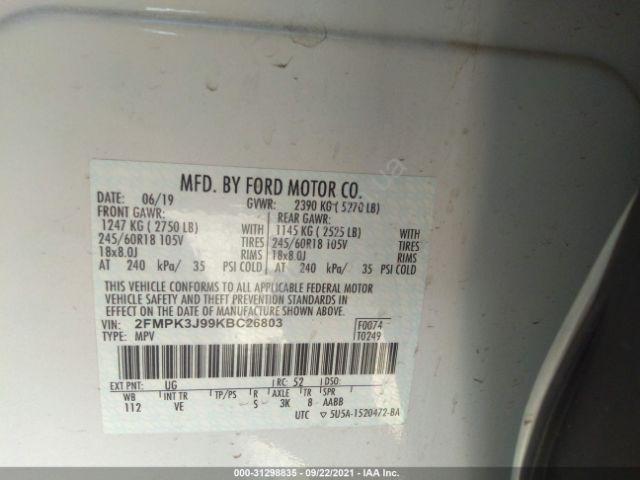 MFD. BY FORD MOTOR CO.
DATE: 06/19 GVWR: 2390 KG ( 5270 LB)
FRONT GAWR: REAR GAWR:
1247 KG ( 2750 LB) WITH 1145 KG ( 2525 LB) WITH
245/60R18 105V TIRES 245/60R18 105V TIRES
18x8.0J RIMS 18x8.0J RIMS
AT 240 kPa/ 35 PSI COLD AT 240 kPa/ 35 PSI COLD
THIS VEHICLE CONFORMS TO ALL APPLICABLE FEDERAL MOTOR
VEHICLE SAFETY AND THEFT PREVENTION STANDARDS IN
EFFECT ON THE DATE OF MANUFACTURE SHOWN ABOVE.
VIN: 2FMPK3J99KBC26803 F0074
TYPE: MPV T0249
EXT PNT: UG RC: 52 DSO:
WB INT TR TP/PS R AXLE TR SPR
112 VE S 3K 8 AABB
UTC ▽ 5U5A-1520472-BA
000-31298835 - 09/22/2021 - IAA Inc.